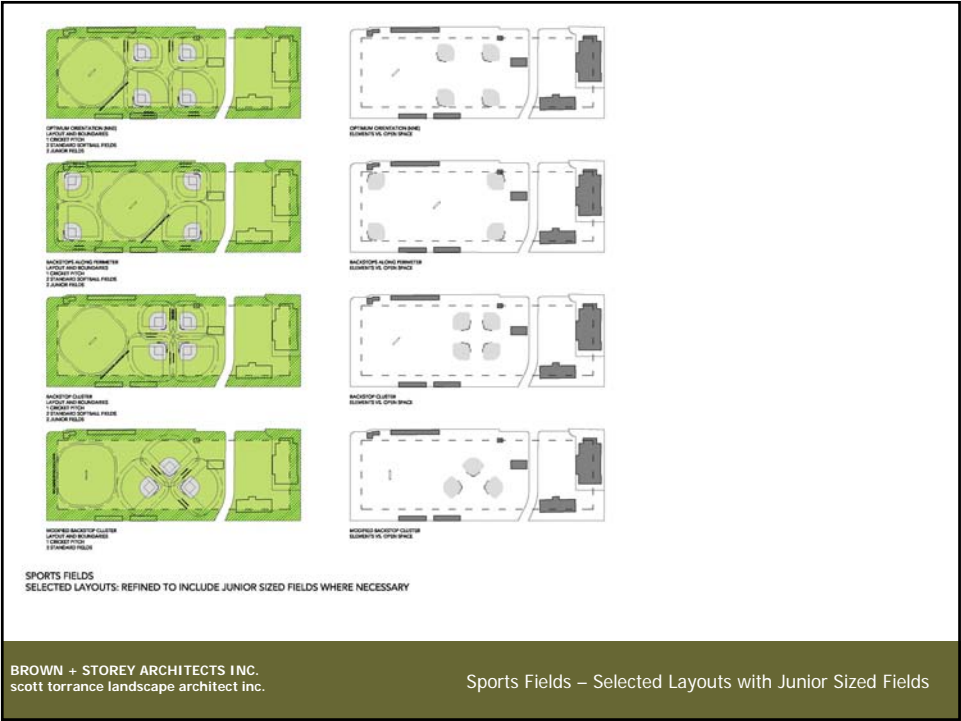 OPTIMUM ORIENTATION (NNE)
LAYOUT AND BOUNDARIES
1 CRICKET PITCH
2 STANDARD SOFTBALL FIELDS
2 JUNIOR FIELDS
OPTIMUM ORIENTATION (NNE)
ELEMENTS VS. OPEN SPACE
BACKSTOPS ALONG PERIMETER
LAYOUT AND BOUNDARIES
1 CRICKET PITCH
2 STANDARD SOFTBALL FIELDS
2 JUNIOR FIELDS
BACKSTOPS ALONG PERIMETER
ELEMENTS VS. OPEN SPACE
BACKSTOP CLUSTER
LAYOUT AND BOUNDARIES
1 CRICKET PITCH
2 STANDARD SOFTBALL FIELDS
2 JUNIOR FIELDS
BACKSTOP CLUSTER
ELEMENTS VS. OPEN SPACE
MODIFIED BACKSTOP CLUSTER
LAYOUT AND BOUNDARIES
1 CRICKET PITCH
3 STANDARD FIELDS
MODIFIED BACKSTOP CLUSTER
ELEMENTS VS. OPEN SPACE
SPORTS FIELDS
SELECTED LAYOUTS: REFINED TO INCLUDE JUNIOR SIZED FIELDS WHERE NECESSARY
BROWN + STOREY ARCHITECTS INC.
scott torrance landscape architect inc.
Sports Fields – Selected Layouts with Junior Sized Fields